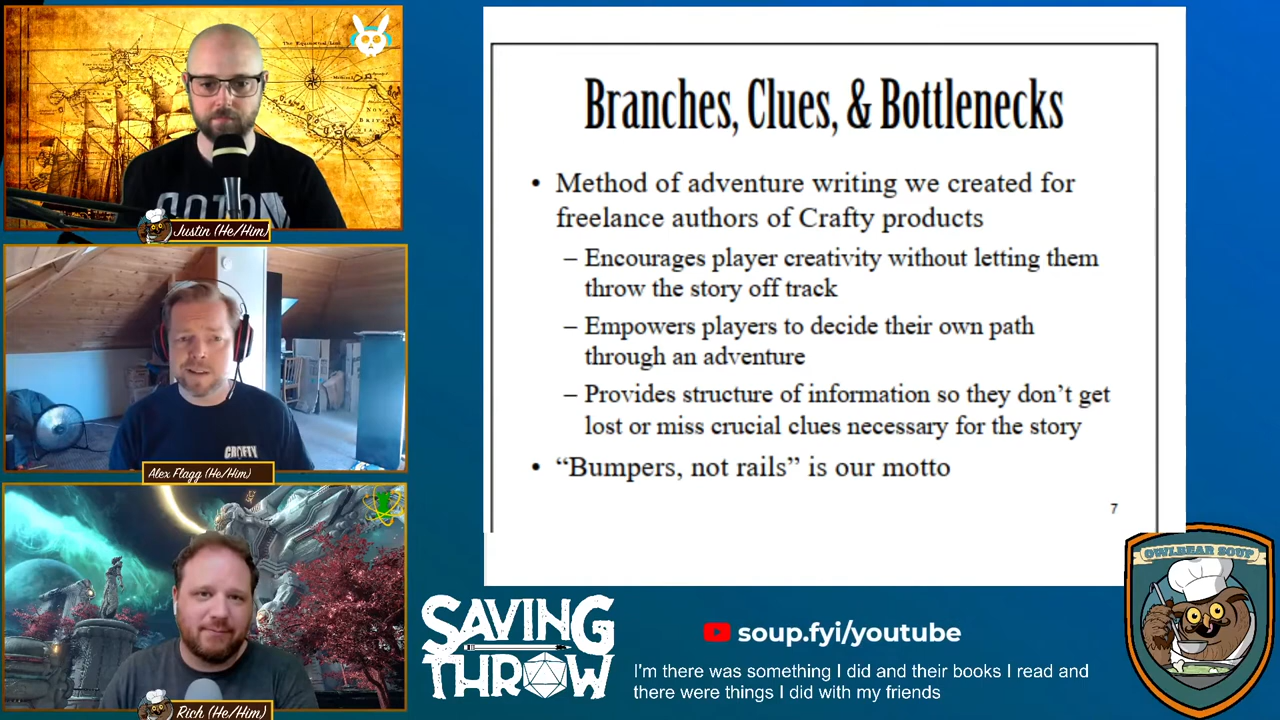 Justin (He/Him)
Alex Flagg (He/Him)
CRAFTY
Rich (He/Him)
Branches, Clues, & Bottlenecks
• Method of adventure writing we created for
freelance authors of Crafty products
– Encourages player creativity without letting them
throw the story off track
– Empowers players to decide their own path
through an adventure
– Provides structure of information so they don’t get
lost or miss crucial clues necessary for the story
• “Bumpers, not rails” is our motto
7
SAVING
THROW
soup.fyi/youtube
I'm there was something I did and their books I read and
there were things I did with my friends
OWLBEAR SOUP